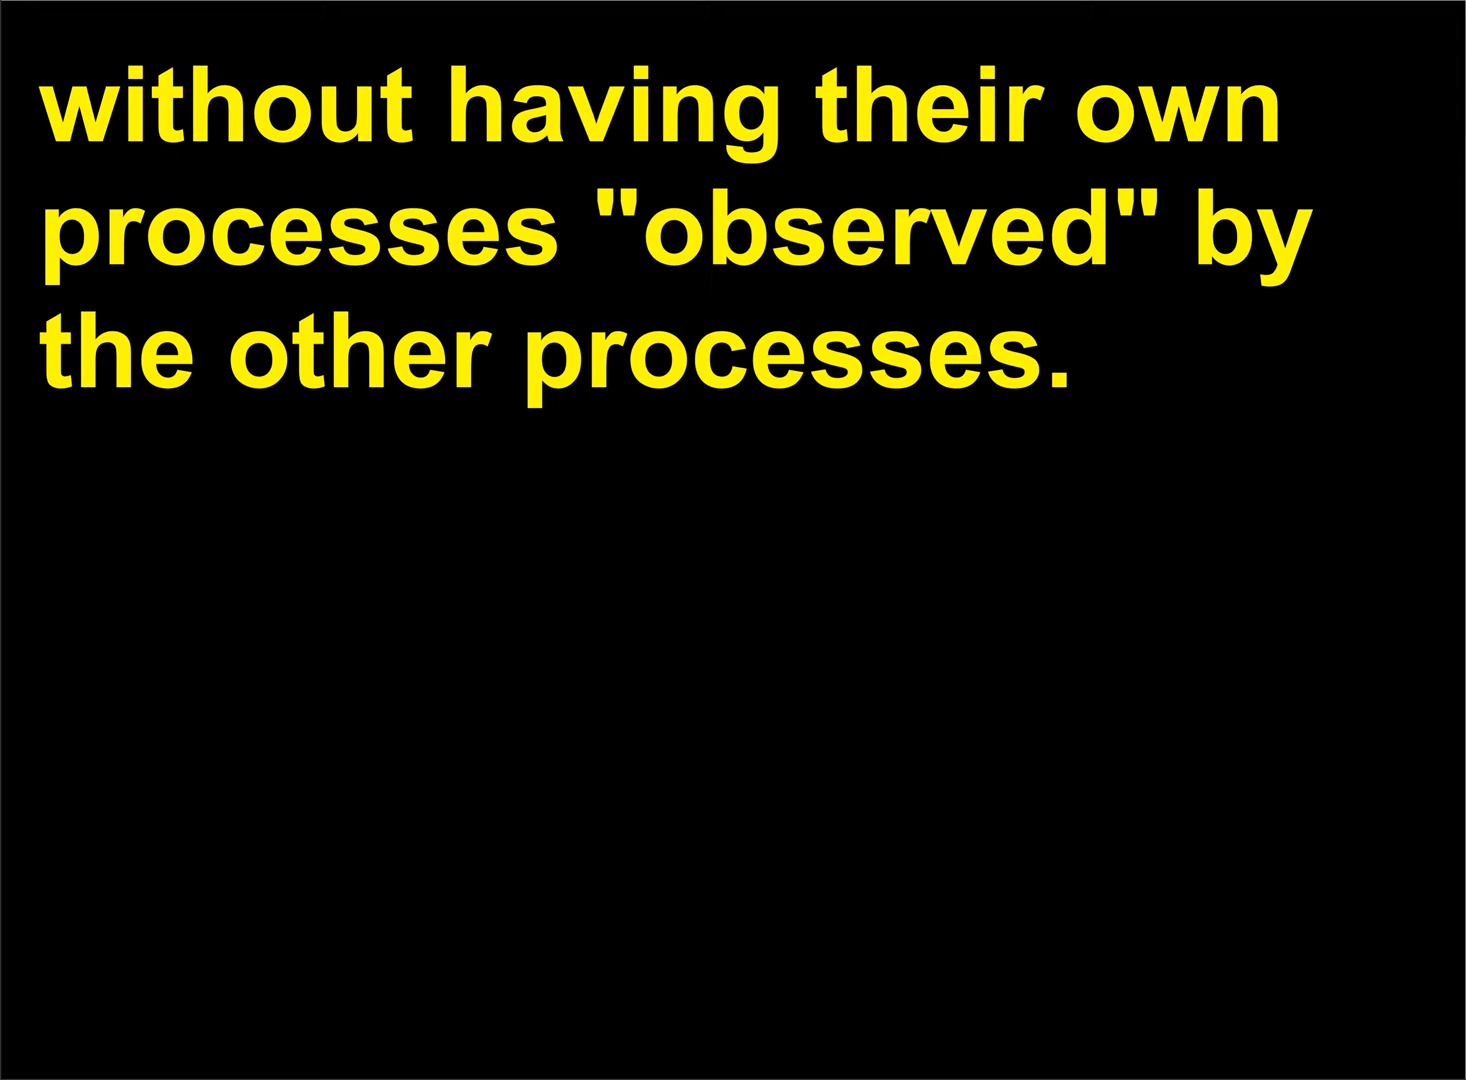 without having their own
processes "observed" by
the other processes.